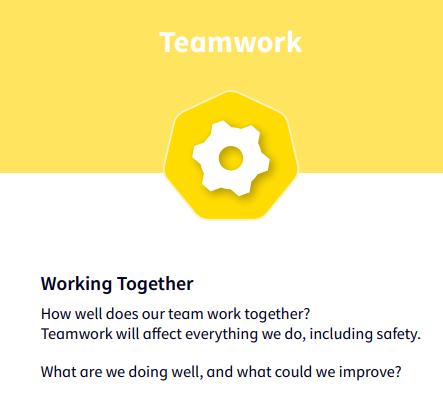 Teamwork
Working Together
How well does our team work together?
Teamwork will affect everything we do, including safety.
What are we doing well, and what could we improve?